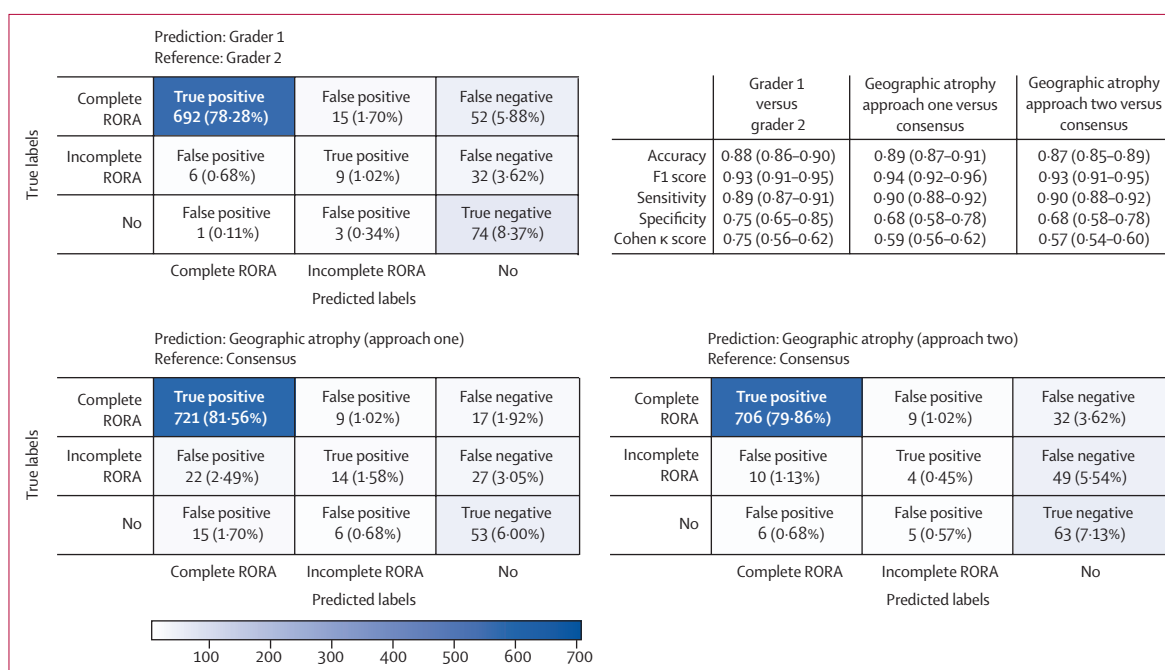 Prediction: Grader 1
Reference: Grader 2
True labels
Complete RORA
True positive 692 (78·28%)
False positive 15 (1·70%)
False negative 52 (5·88%)
Incomplete RORA
False positive 6 (0·68%)
True positive 9 (1·02%)
False negative 32 (3·62%)
No
False positive 1 (0·11%)
False positive 3 (0·34%)
True negative 74 (8·37%)
Complete RORA Incomplete RORA No
Predicted labels
Grader 1 versus grader 2
Geographic atrophy approach one versus consensus
Geographic atrophy approach two versus consensus
Accuracy 0·88 (0·86–0·90) 0·89 (0·87–0·91) 0·87 (0·85–0·89)
F1 score 0·93 (0·91–0·95) 0·94 (0·92–0·96) 0·93 (0·91–0·95)
Sensitivity 0·89 (0·87–0·91) 0·90 (0·88–0·92) 0·90 (0·88–0·92)
Specificity 0·75 (0·65–0·85) 0·68 (0·58–0·78) 0·68 (0·58–0·78)
Cohen κ score 0·75 (0·56–0·62) 0·59 (0·56–0·62) 0·57 (0·54–0·60)
Prediction: Geographic atrophy (approach one)
Reference: Consensus
True labels
Complete RORA
True positive 721 (81·56%)
False positive 9 (1·02%)
False negative 17 (1·92%)
Incomplete RORA
False positive 22 (2·49%)
True positive 14 (1·58%)
False negative 27 (3·05%)
No
False positive 15 (1·70%)
False positive 6 (0·68%)
True negative 53 (6·00%)
Complete RORA Incomplete RORA No
Predicted labels
Prediction: Geographic atrophy (approach two)
Reference: Consensus
Complete RORA
True positive 706 (79·86%)
False positive 9 (1·02%)
False negative 32 (3·62%)
Incomplete RORA
False positive 10 (1·13%)
True positive 4 (0·45%)
False negative 49 (5·54%)
No
False positive 6 (0·68%)
False positive 5 (0·57%)
True negative 63 (7·13%)
Complete RORA Incomplete RORA No
Predicted labels
100 200 300 400 500 600 700